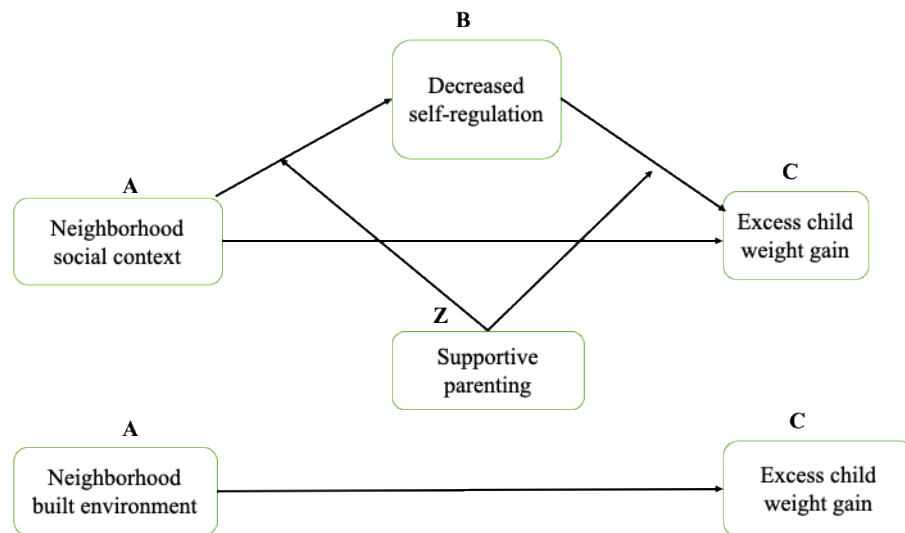 B
Decreased
self-regulation
A
Neighborhood
social context
C
Excess child
weight gain
Z
Supportive
parenting
A
Neighborhood
built environment
C
Excess child
weight gain